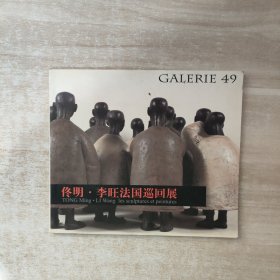 GALERIE 49
佟明·李旺法国巡回展
TONG Ming · LI Wang les sculptures et peintures